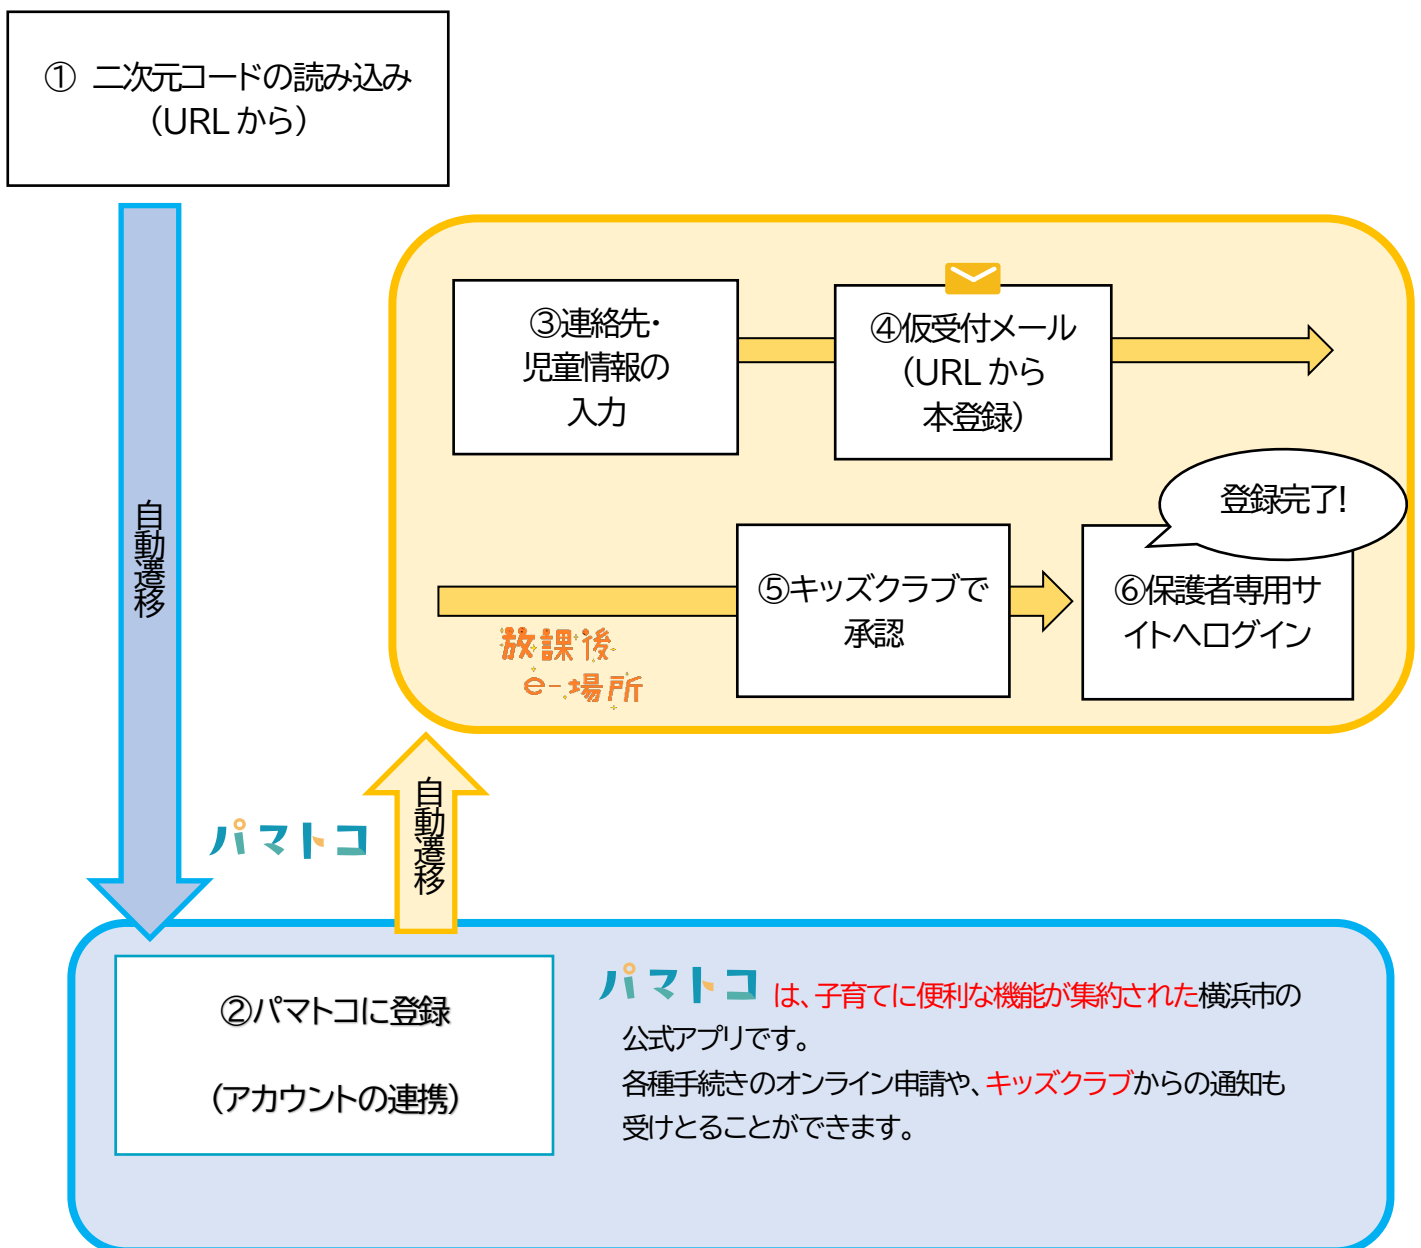 ① 二次元コードの読み込み
（URLから）
自動遷移
③連絡先・
児童情報の
入力
④仮受付メール
（URLから
本登録）
登録完了!
⑤キッズクラブで
承認
⑥保護者専用サ
イトへログイン
放課後
e-場所
自動遷移
パマトコ
②パマトコに登録
（アカウントの連携）
パマトコは、子育てに便利な機能が集約された横浜市の
公式アプリです。
各種手続きのオンライン申請や、キッズクラブからの通知も
受けとることができます。